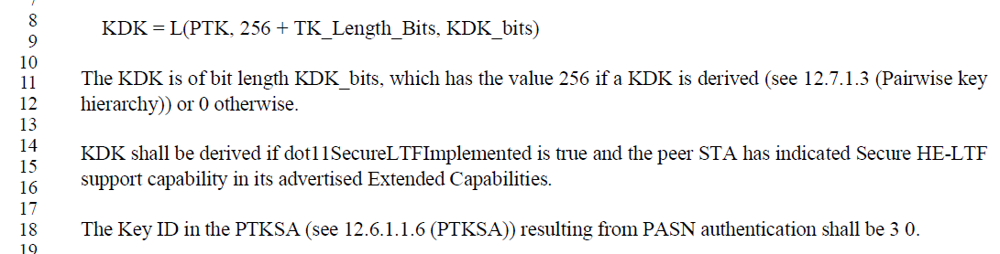 8 KDK = L(PTK, 256 + TK_Length_Bits, KDK_bits)
9
10
11 The KDK is of bit length KDK_bits, which has the value 256 if a KDK is derived (see 12.7.1.3 (Pairwise key
12 hierarchy)) or 0 otherwise.
13
14 KDK shall be derived if dot11SecureLTFImplemented is true and the peer STA has indicated Secure HE-LTF
15
16 support capability in its advertised Extended Capabilities.
17
18 The Key ID in the PTKSA (see 12.6.1.1.6 (PTKSA)) resulting from PASN authentication shall be 3 0.
19